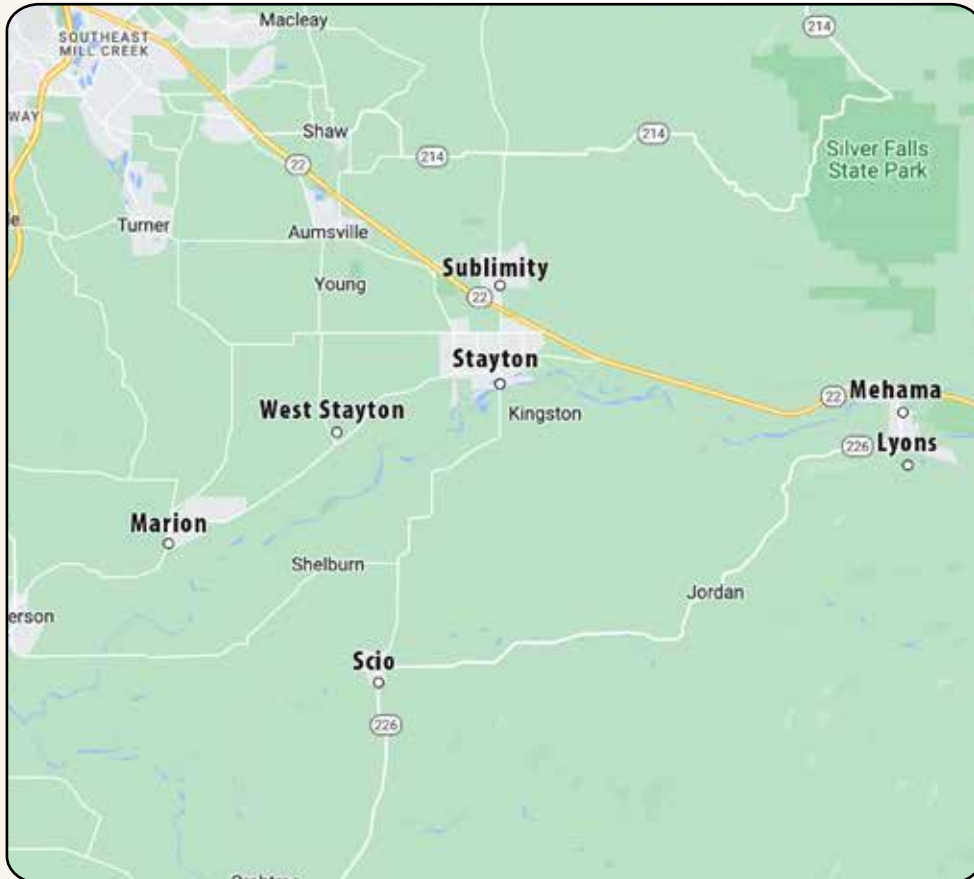 Macleay
214
SOUTHEAST
MILL CREEK
WAY
Shaw
22
214
214
Silver Falls
State Park
Turner
Aumsville
Sublimity
Young
22
Stayton
West Stayton
Kingston
22
Mehama
226
Lyons
Marion
Shelburn
Jordan
erson
Scio
226